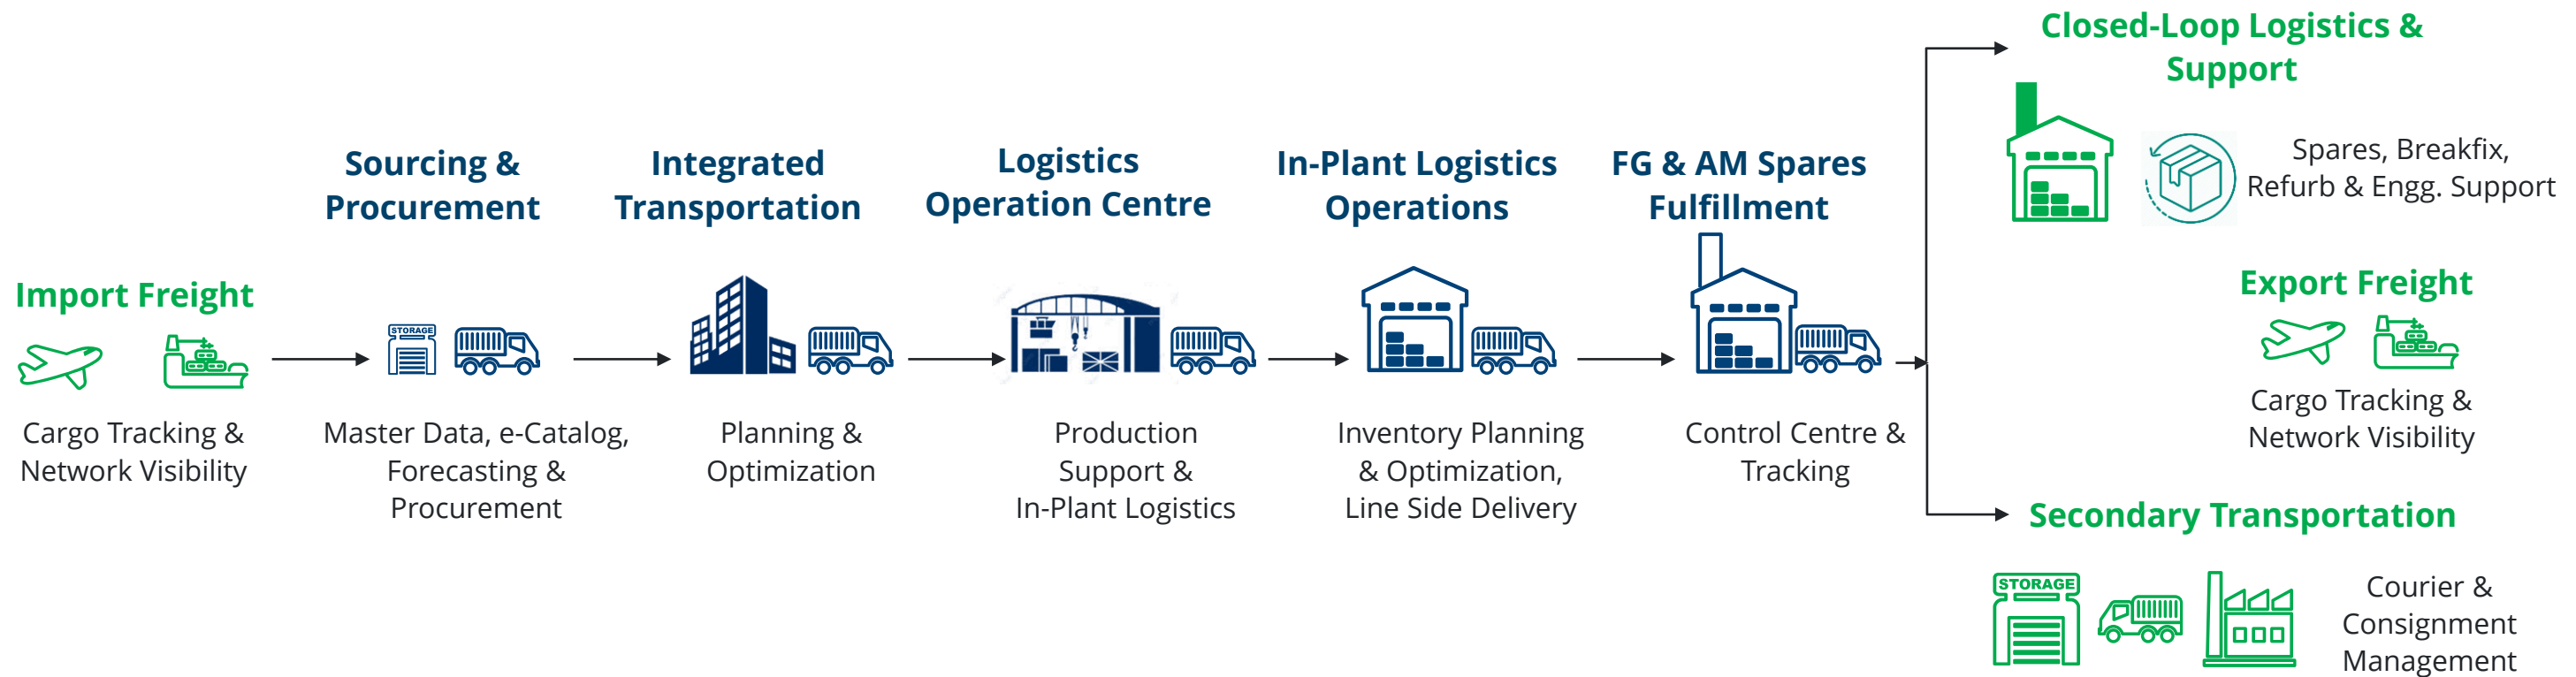 Import Freight
Cargo Tracking &
Network Visibility
Sourcing &
Procurement
STORAGE
Master Data, e-Catalog,
Forecasting &
Procurement
Integrated
Transportation
Planning &
Optimization
Logistics
Operation Centre
Production
Support &
In-Plant Logistics
In-Plant Logistics
Operations
Inventory Planning
& Optimization,
Line Side Delivery
FG & AM Spares
Fulfillment
Control Centre &
Tracking
Closed-Loop Logistics &
Support
Spares, Breakfix,
Refurb & Engg. Support
Export Freight
Cargo Tracking &
Network Visibility
Secondary Transportation
STORAGE
Courier &
Consignment
Management